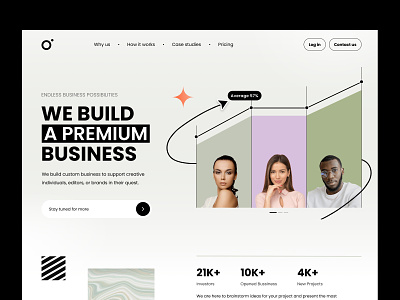 Why us • How it works • Case studies • Pricing
Log in
Contact us
ENDLESS BUSINESS POSSIBILITIES
WE BUILD
A PREMIUM
BUSINESS
We build custom business to support creative
individuals, editors, or brands in their quest.
Stay tuned for more
Average 57%
21K+
Investors
10K+
Opened Bussiness
4K+
New Projects
We are here to brainstorm ideas for your project and present the most